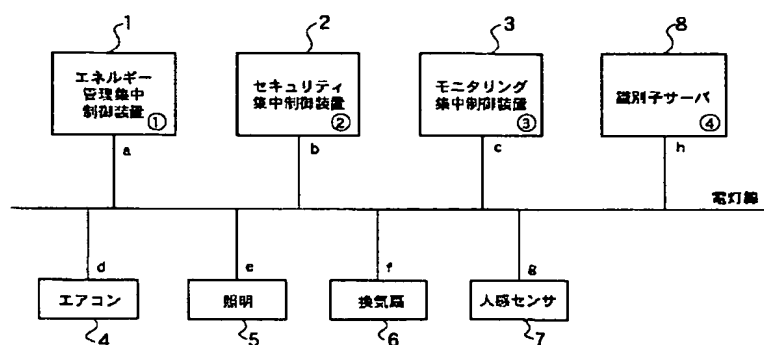 1
2
3
8
エネルギー
管理集中
制御装置
①
セキュリティ
集中制御装置
②
モニタリング
集中制御装置
③
識別子サーバ
④
a
b
c
h
電灯線
d
e
f
g
エアコン
照明
換気扇
人感センサ
4
5
6
7